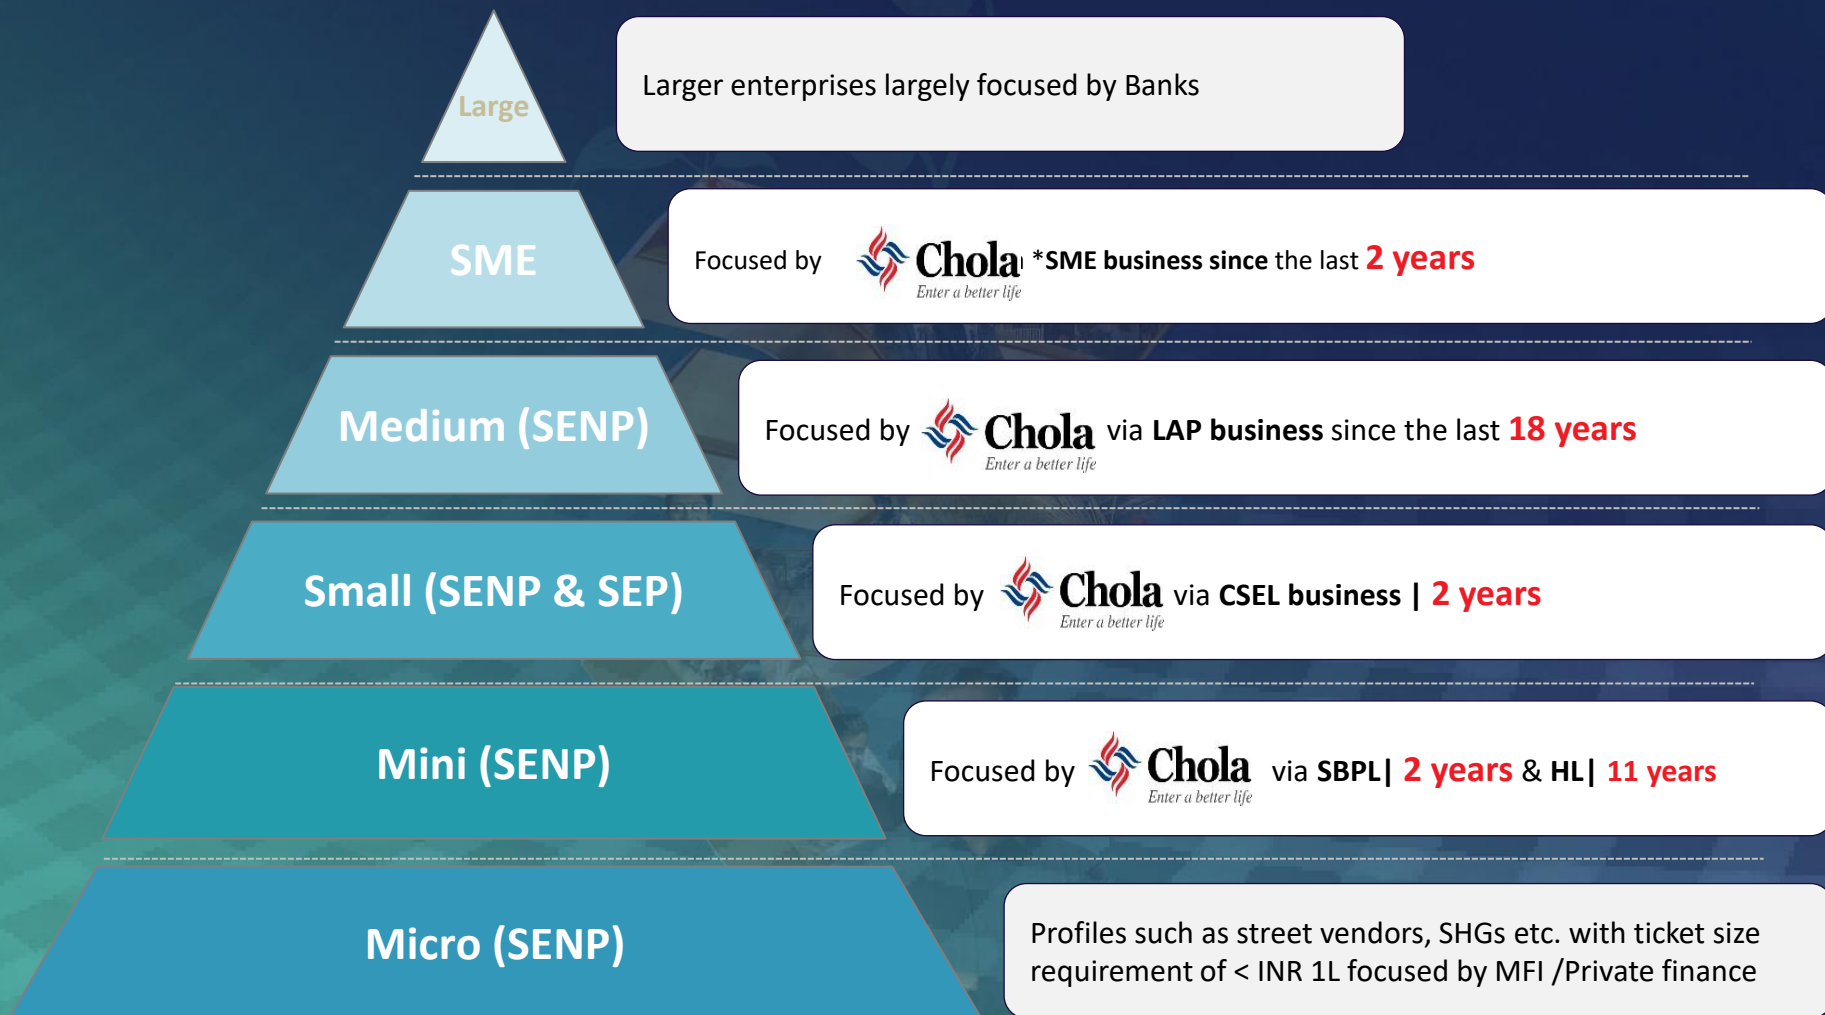 Large
Larger enterprises largely focused by Banks
SME
Focused by Chola *SME business since the last 2 years
Enter a better life
Medium (SENP)
Focused by Chola via LAP business since the last 18 years
Enter a better life
Small (SENP & SEP)
Focused by Chola via CSEL business | 2 years
Enter a better life
Mini (SENP)
Focused by Chola via SBPL| 2 years & HL| 11 years
Enter a better life
Micro (SENP)
Profiles such as street vendors, SHGs etc. with ticket size
requirement of < INR 1L focused by MFI /Private finance